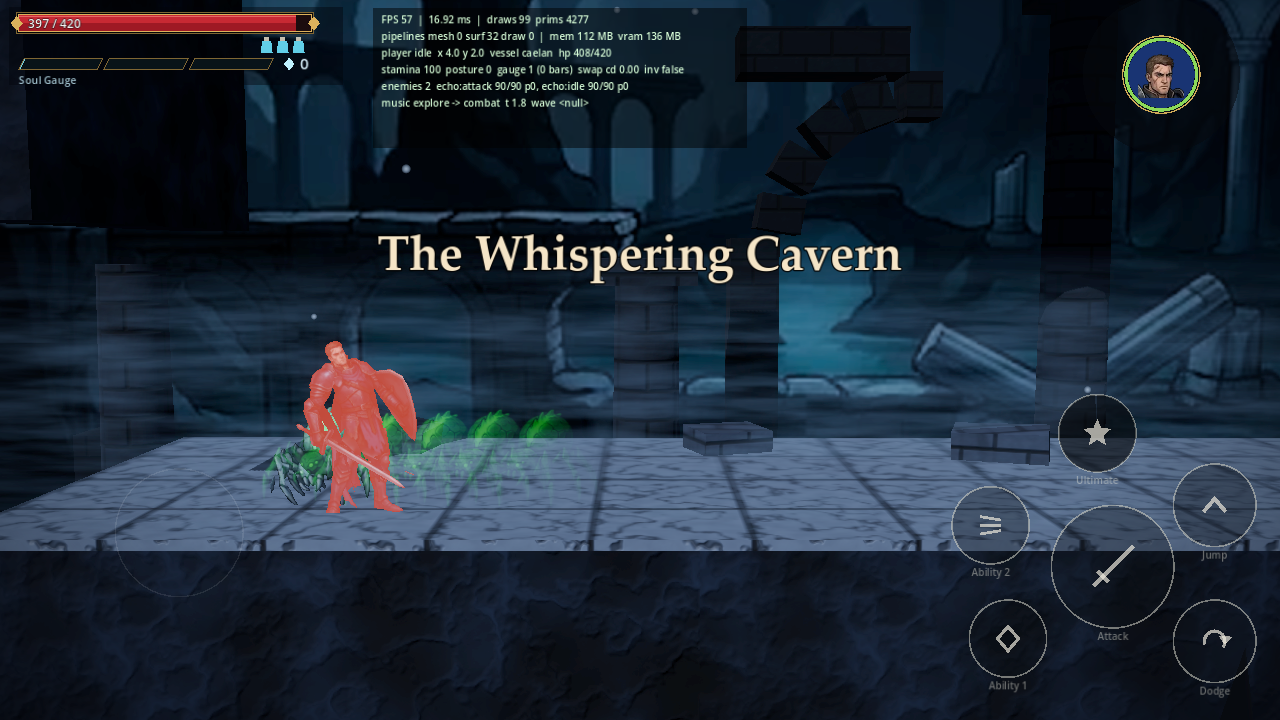 397 / 420
0
Soul Gauge
FPS 57 | 16.92 ms | draws 99 prims 4277
pipelines mesh 0 surf 32 draw 0 | mem 112 MB vram 136 MB
player idle x 4.0 y 2.0 vessel caelan hp 408/420
stamina 100 posture 0 gauge 1 (0 bars) swap cd 0.00 inv false
enemies 2 echo:attack 90/90 p0, echo:idle 90/90 p0
music explore -> combat t 1.8 wave <null>
The Whispering Cavern
Ultimate
Jump
Ability 2
Attack
Ability 1
Dodge